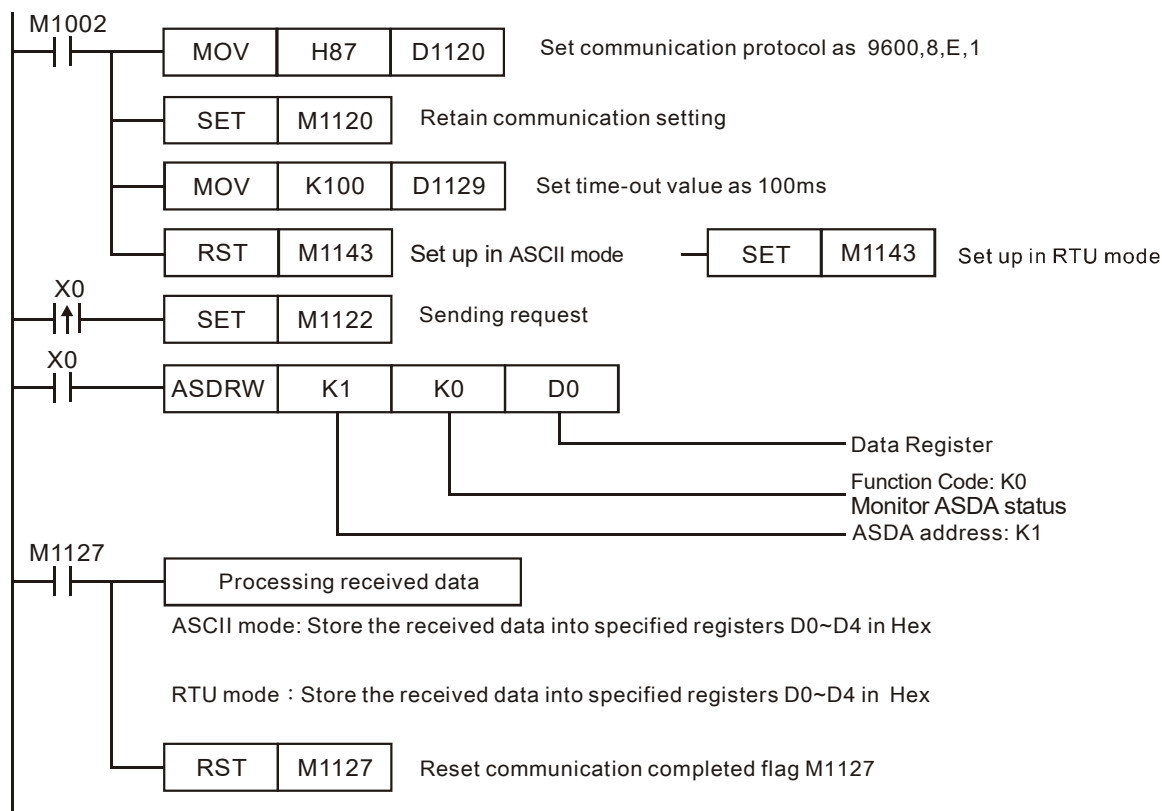 M1002
MOV H87 D1120 Set communication protocol as 9600,8,E,1
SET M1120 Retain communication setting
MOV K100 D1129 Set time-out value as 100ms
RST M1143 Set up in ASCII mode SET M1143 Set up in RTU mode
X0
SET M1122 Sending request
X0
ASDRW K1 K0 D0
Data Register
Function Code: K0
Monitor ASDA status
ASDA address: K1
M1127
Processing received data
ASCII mode: Store the received data into specified registers D0~D4 in Hex
RTU mode：Store the received data into specified registers D0~D4 in Hex
RST M1127 Reset communication completed flag M1127